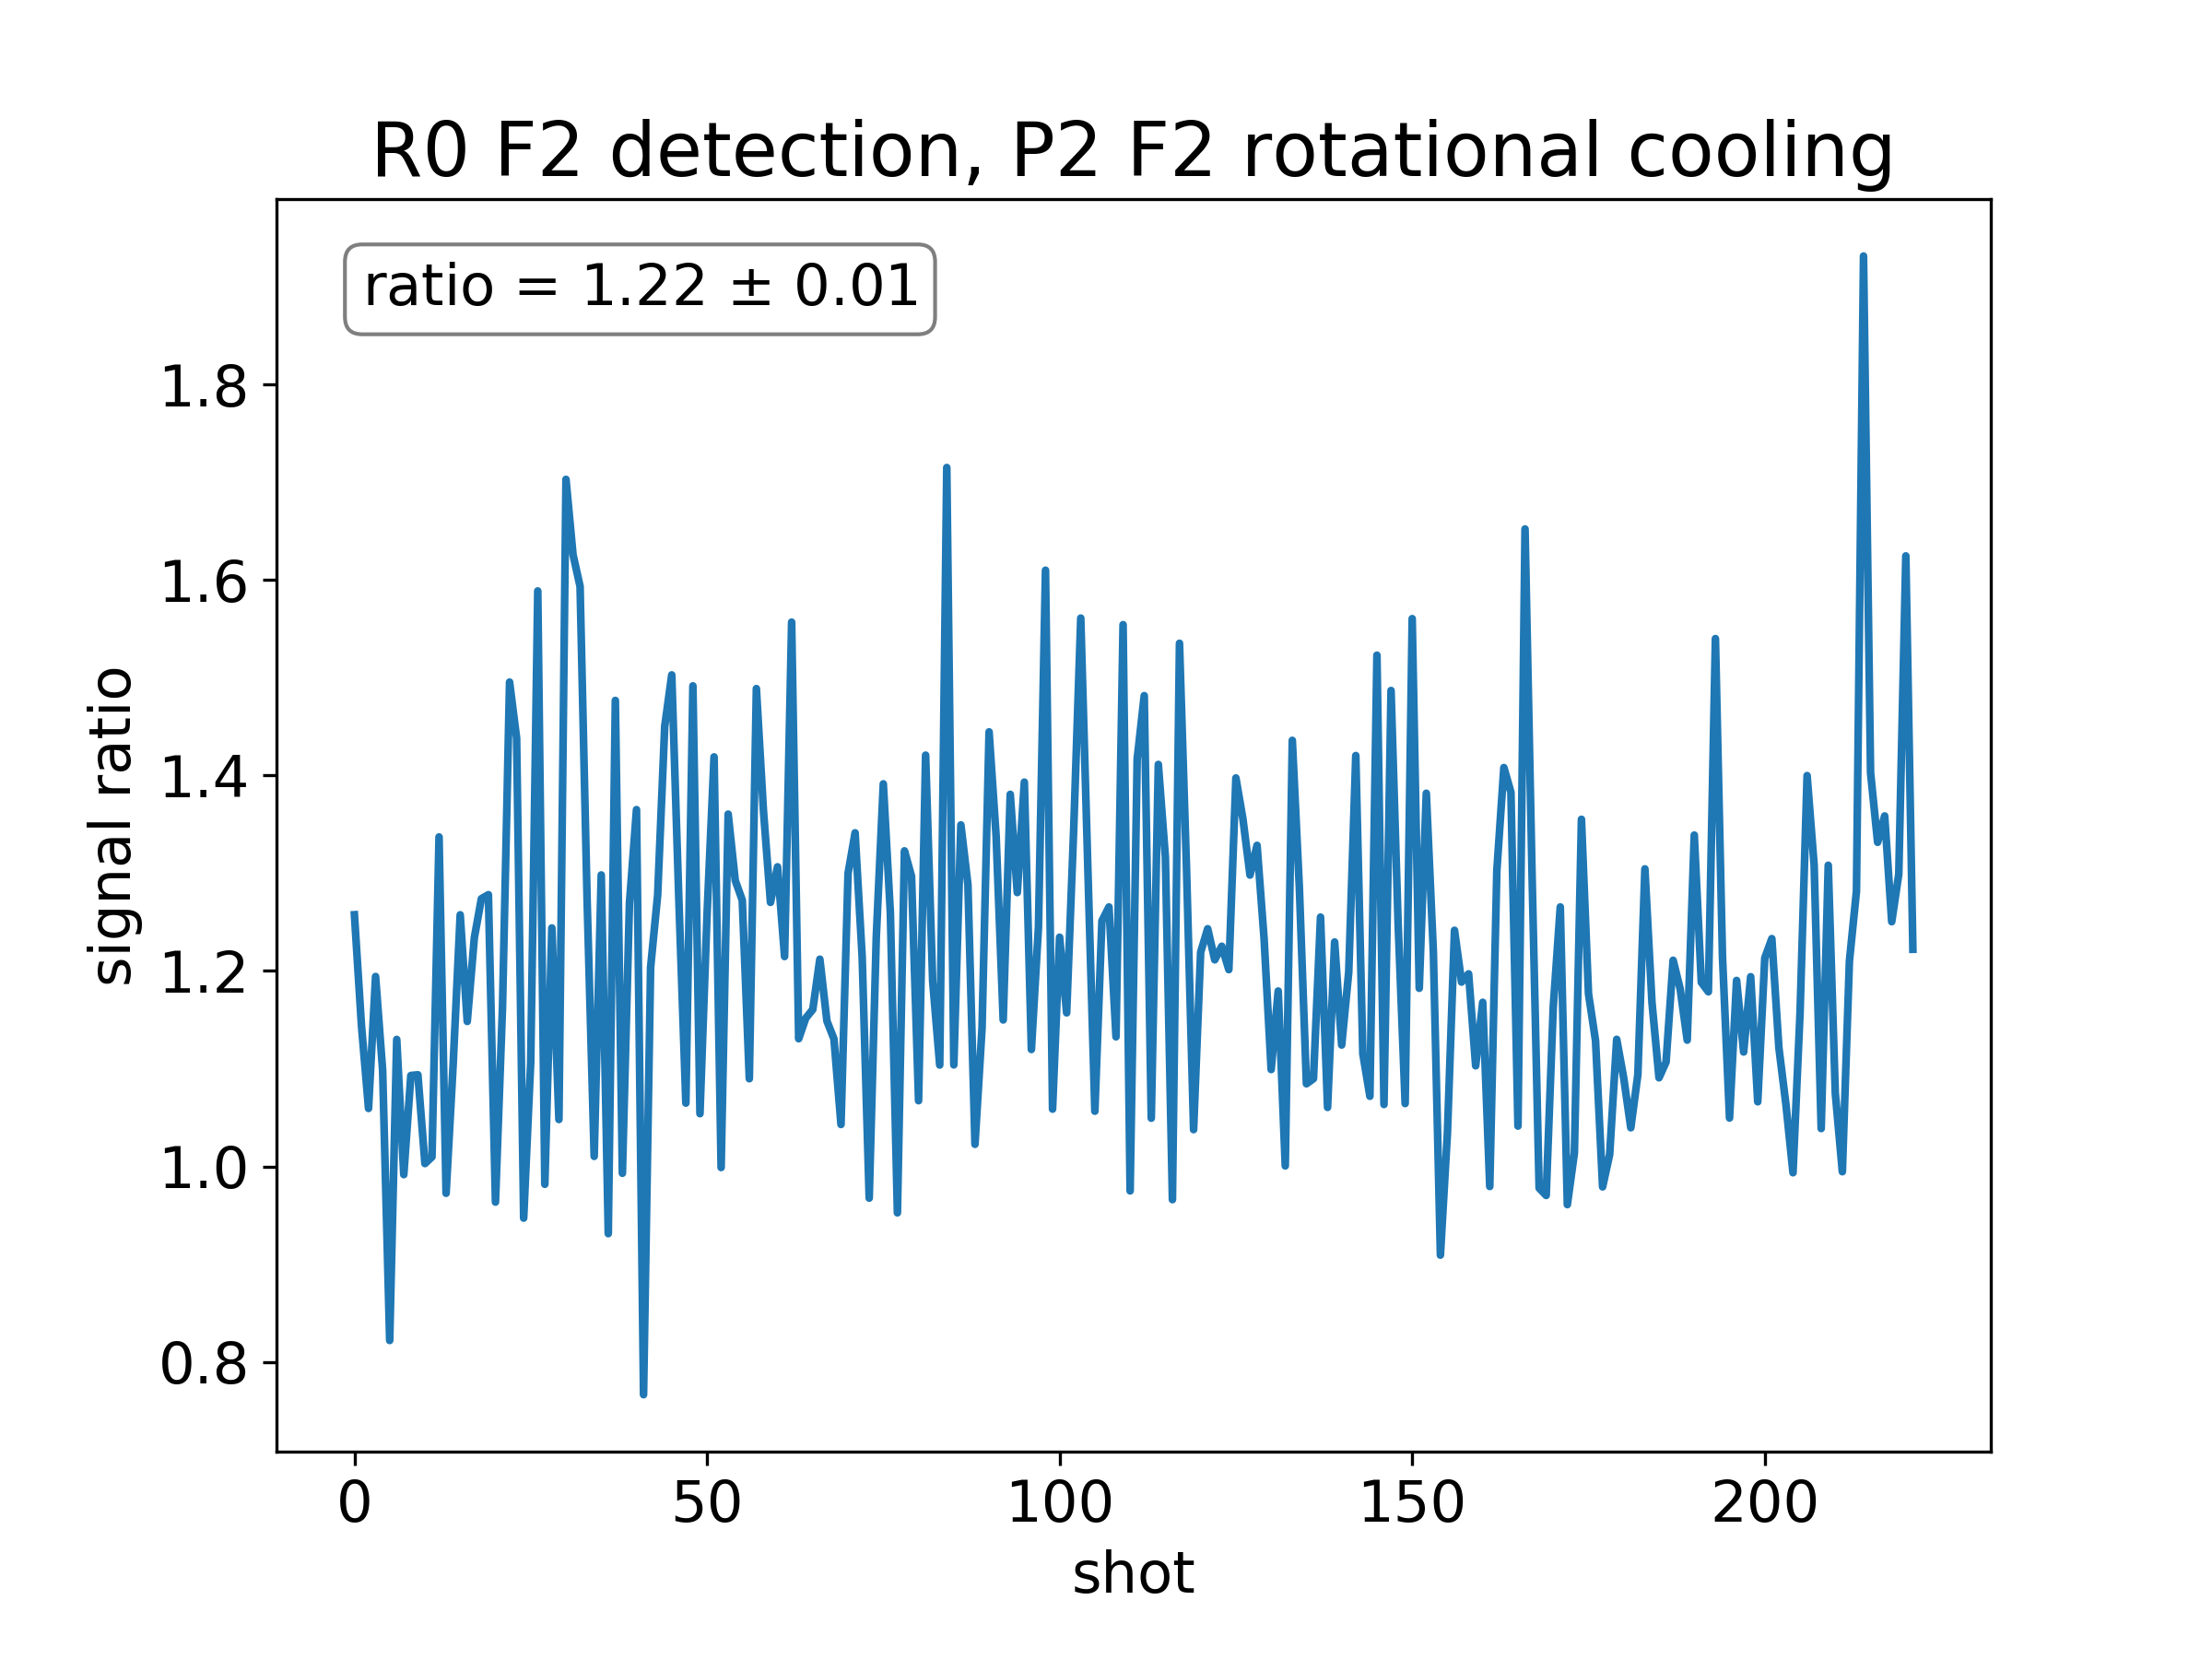 R0 F2 detection, P2 F2 rotational cooling
ratio = 1.22 ± 0.01
signal ratio
1.8
1.6
1.4
1.2
1.0
0.8
0 50 100 150 200
shot